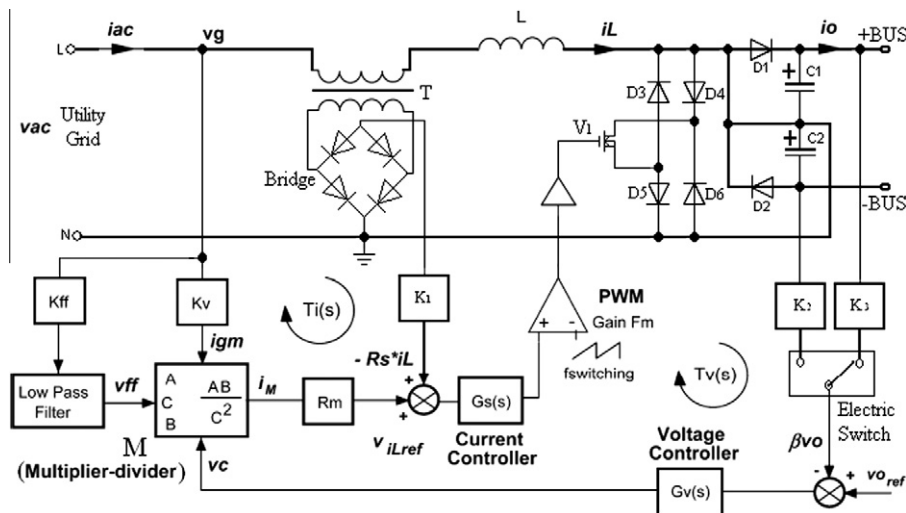 iac
vg
L
iL
io
+BUS
L
T
D3
D4
D1
+
C1
vac
Utility
Grid
V1
+
C2
Bridge
D5
D6
D2
-BUS
N
Kff
Kv
Ti(s)
K1
PWM
Gain Fm
+ -
K2
K3
igm
- Rs*iL
fswitching
Tv(s)
Low Pass
Filter
vff
A
C
B
AB
C²
iM
Rm
+
+
Gs(s)
Electric
Switch
M
(Multiplier-divider)
v iLref
Current
Controller
Voltage
Controller
βvo
vc
Gv(s)
-
+
vo ref